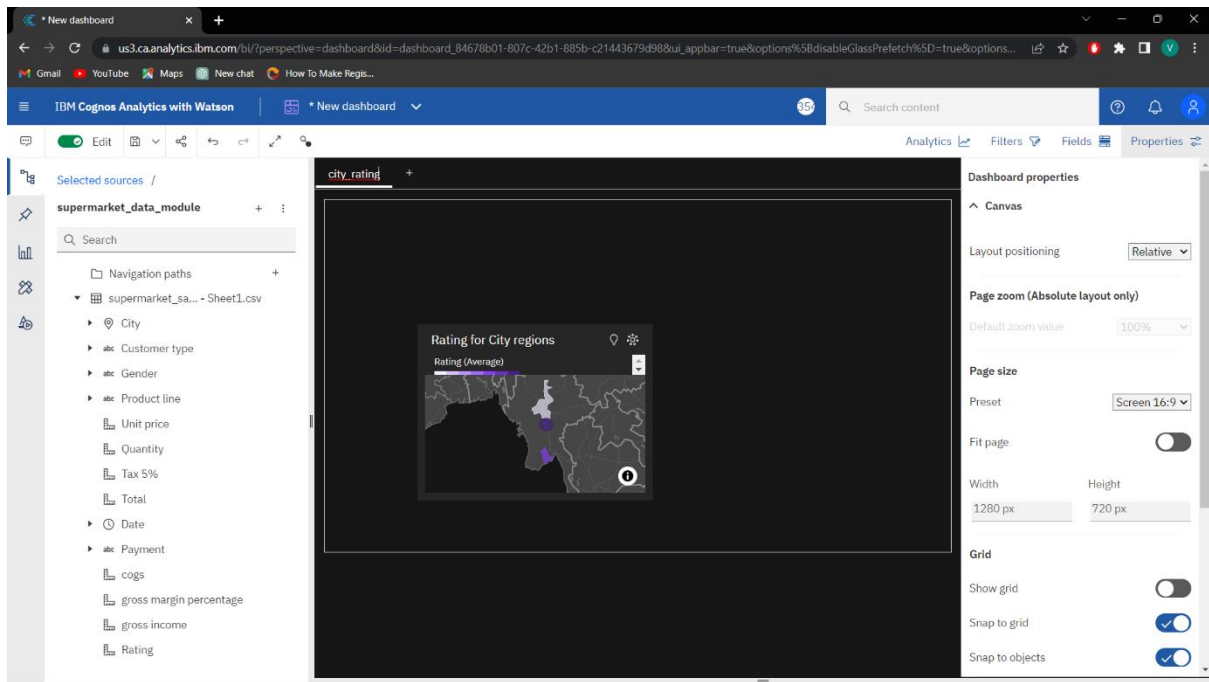 * New dashboard
us3.ca.analytics.ibm.com/bi/?perspective=dashboard&id=dashboard_84678b01-807c-42b1-885b-c21443679d98&ui_appbar=true&options%5BdisableGlassPrefetch%5D=true&options...
V
Gmail YouTube Maps New chat How To Make Regis...
IBM Cognos Analytics with Watson * New dashboard Search content
Edit Analytics Filters Fields Properties
Selected sources /
supermarket_data_module
Search
Navigation paths
supermarket_sa... - Sheet1.csv
City
abc Customer type
abc Gender
abc Product line
Unit price
Quantity
Tax 5%
Total
Date
abc Payment
cogs
gross margin percentage
gross income
Rating
city_rating
Rating for City regions
Rating (Average)
Dashboard properties
Canvas
Layout positioning Relative
Page zoom (Absolute layout only)
Default zoom value 100%
Page size
Preset Screen 16:9
Fit page
Width Height
1280 px 720 px
Grid
Show grid
Snap to grid
Snap to objects